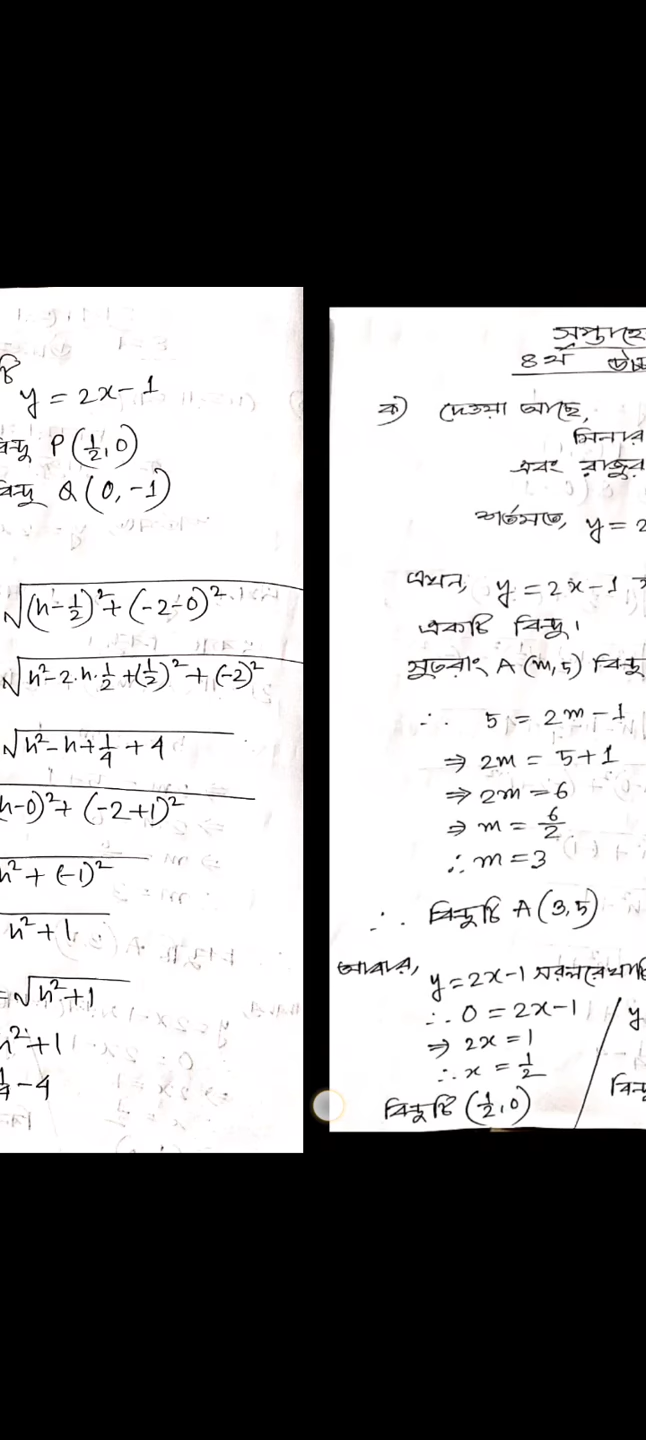 y = 2x − 1
P(½, 0)
Q(0, −1)
√(h−½)²+(−2−0)²
√h²−2·h·½+(½)²+(−2)²
√h²−h+¼+4
h−0)²+(−2+1)²
h²+(−1)²
h²+1
=√h²+1
h²+1
−4
সপ্তাহে
৪র্থ
ক) দেওয়া আছে,
মিনার
এবং রাজুর
শর্তমতে, y = 2
এখন, y = 2x − 1
একটি বিন্দু।
সুতরাং A(m,5) বিন্দু
∴ 5 = 2m − 1
⇒ 2m = 5+1
⇒ 2m = 6
⇒ m = 6/2
∴ m = 3
∴ বিন্দুটি A(3,5)
আবার, y = 2x−1 সরলরেখাটি
∴ 0 = 2x−1 / y
⇒ 2x = 1
∴ x = ½
বিন্দুটি (½, 0) বিন্দু